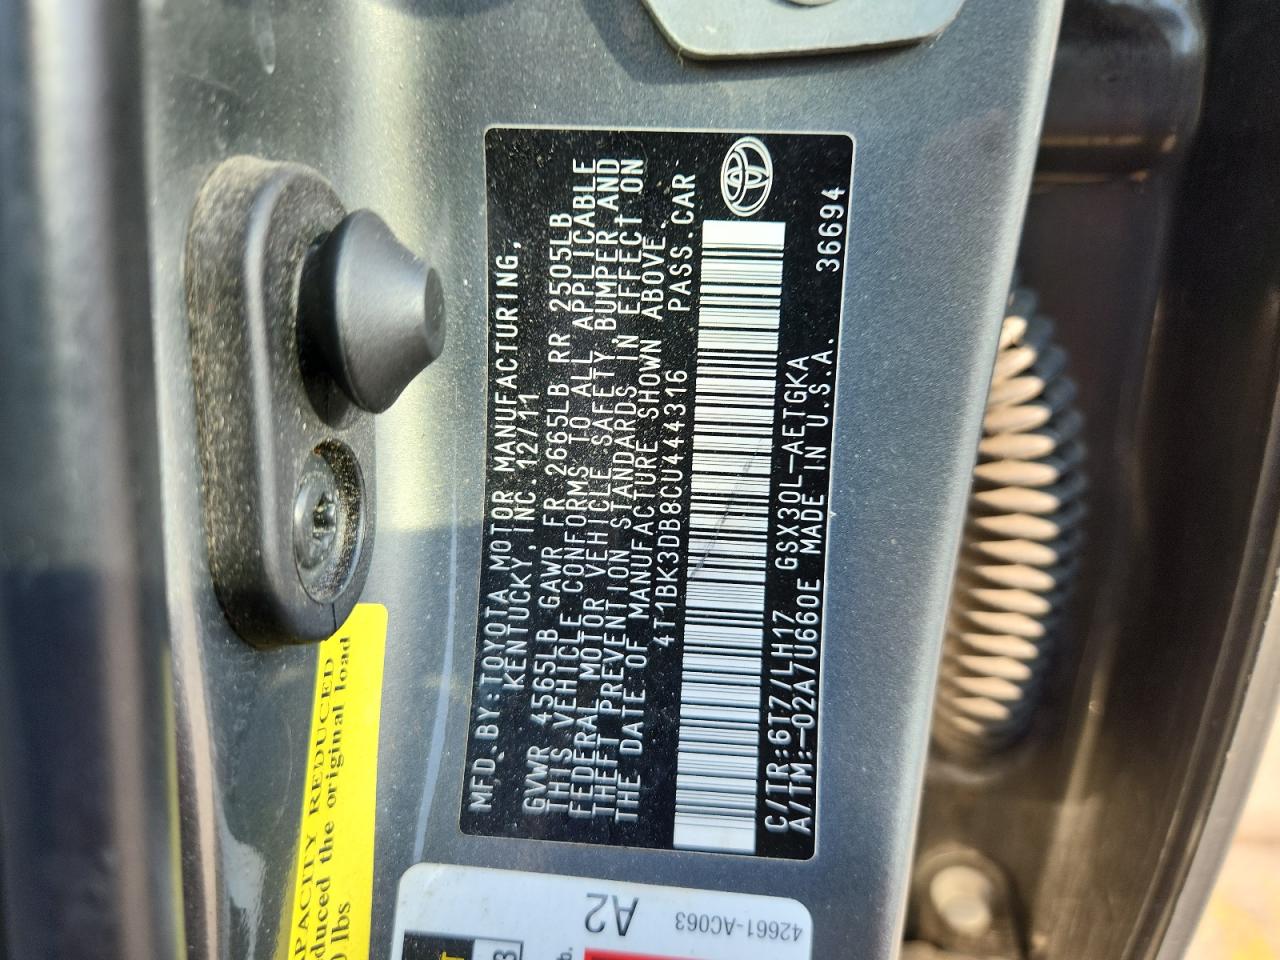 MFD. BY: TOYOTA MOTOR MANUFACTURING,
KENTUCKY, INC. 12/11
GVWR 4565LB GAWR FR 2665LB RR 2505LB
THIS VEHICLE CONFORMS TO ALL APPLICABLE
FEDERAL MOTOR VEHICLE SAFETY, BUMPER AND
THEFT PREVENTION STANDARDS IN EFFECT ON
THE DATE OF MANUFACTURE SHOWN ABOVE.
4T1BK3DB8CU444316 PASS.CAR
C/TR:6T7/LH17 GSX30L-AETGKA
A/TM:-02A/U660E MADE IN U.S.A. 36694
CAPACITY REDUCED
reduced the original load
lbs
A2
42661-AC063